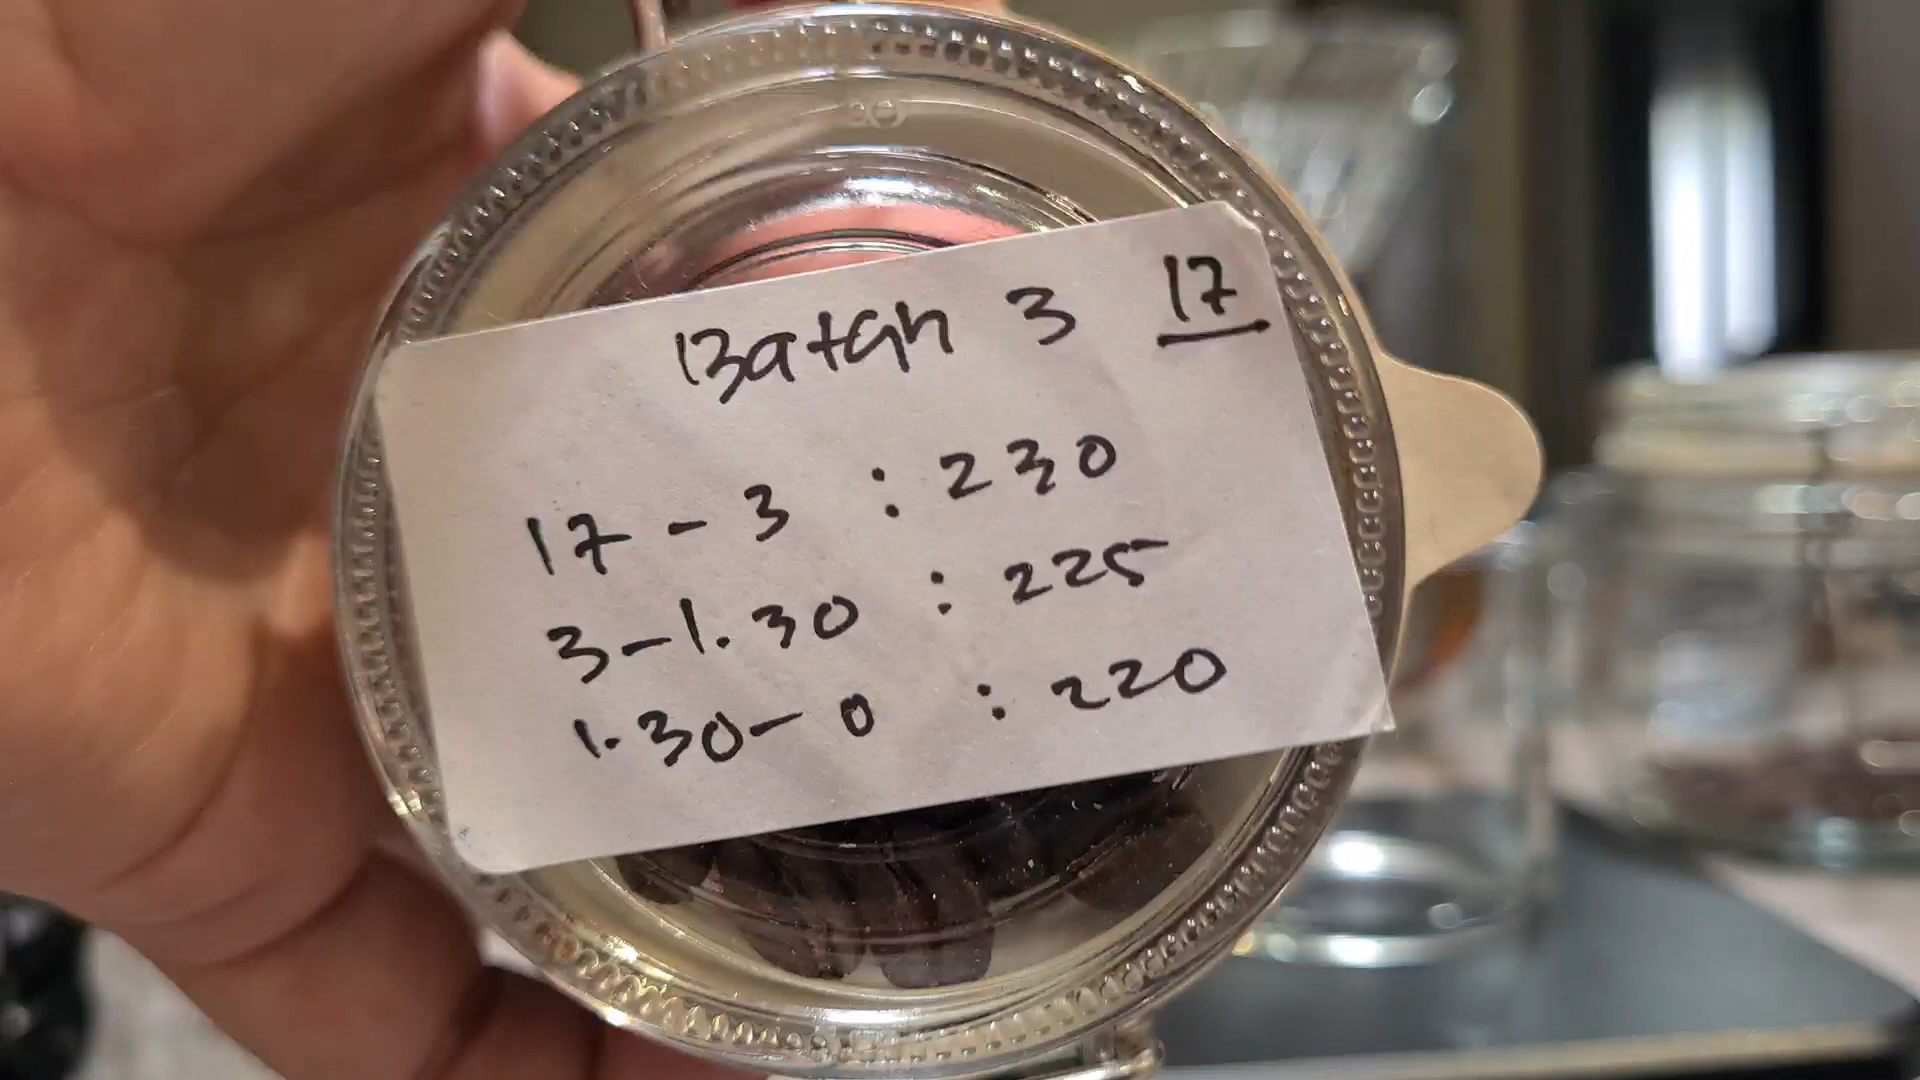 Batch 3 17
17 - 3 : 230
3 - 1.30 : 225
1.30 - 0 : 220